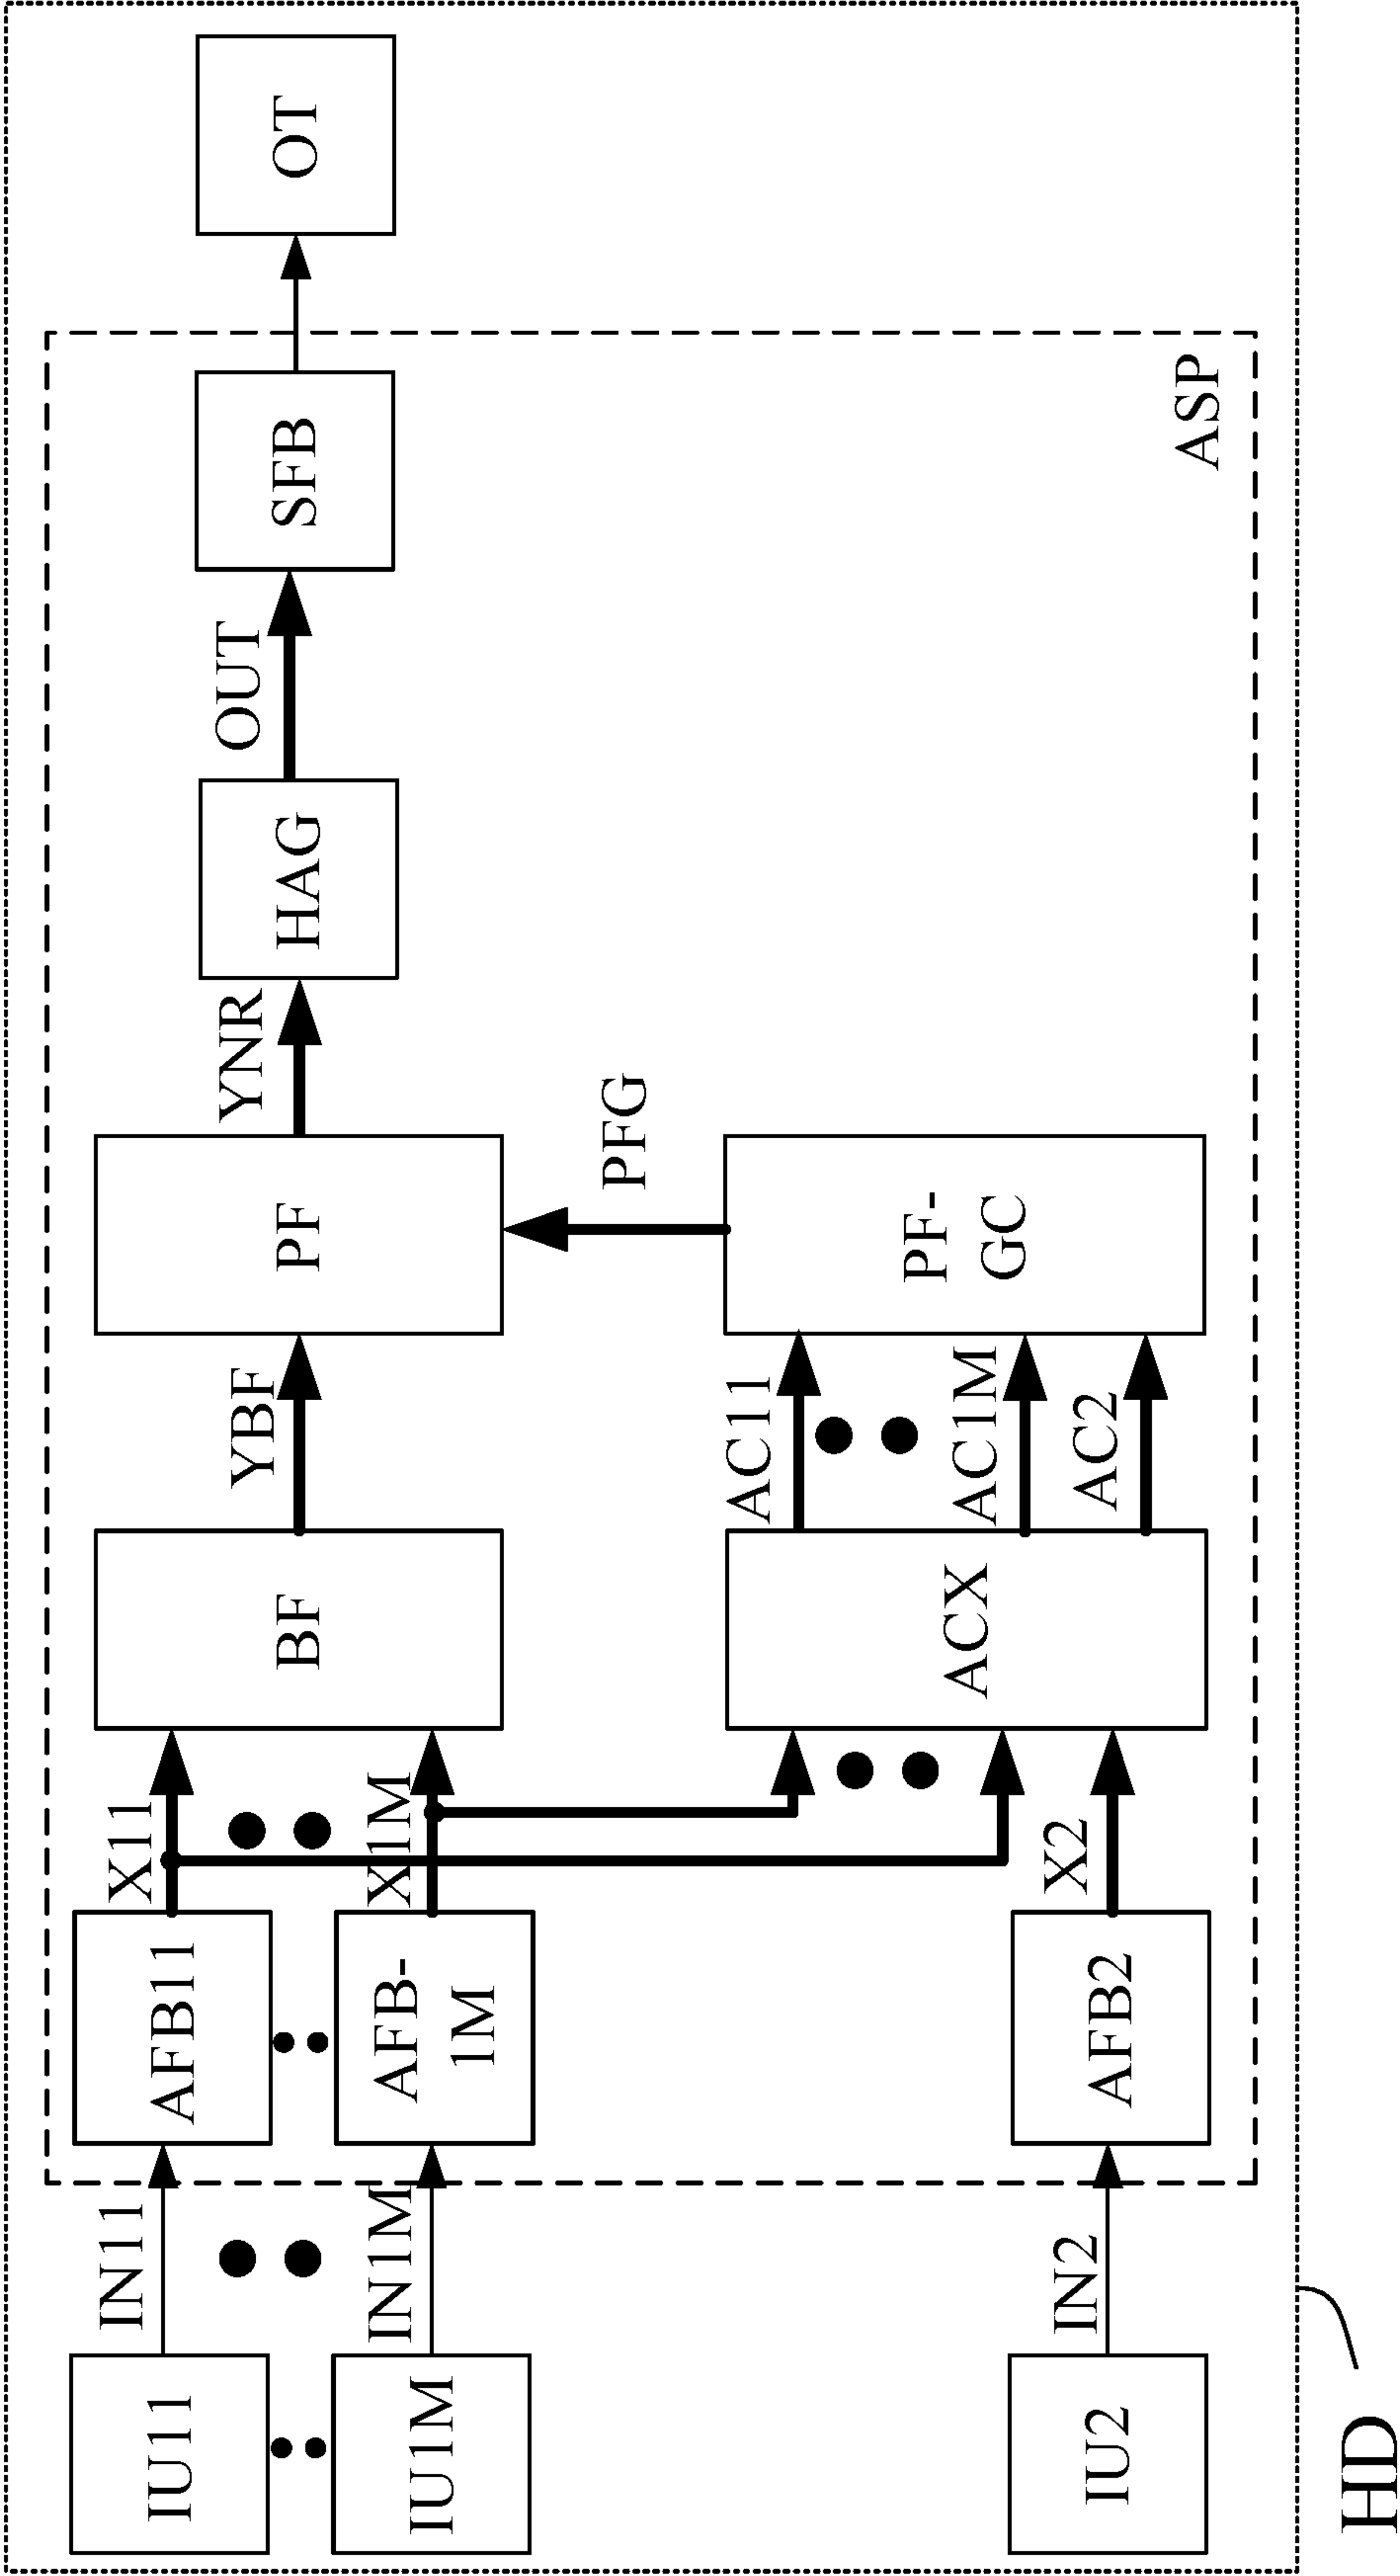 IU11
IN11
AFB11
X11
IU1M
IN1M
AFB-
1M
X1M
BF
YBF
PF
YNR
HAG
OUT
SFB
OT
PFG
IU2
IN2
AFB2
X2
ACX
AC11
AC1M
AC2
PF-
GC
ASP
HD